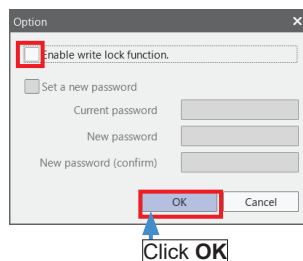 Option
Enable write lock function.
Set a new password
Current password
New password
New password (confirm)
OK Cancel
Click OK